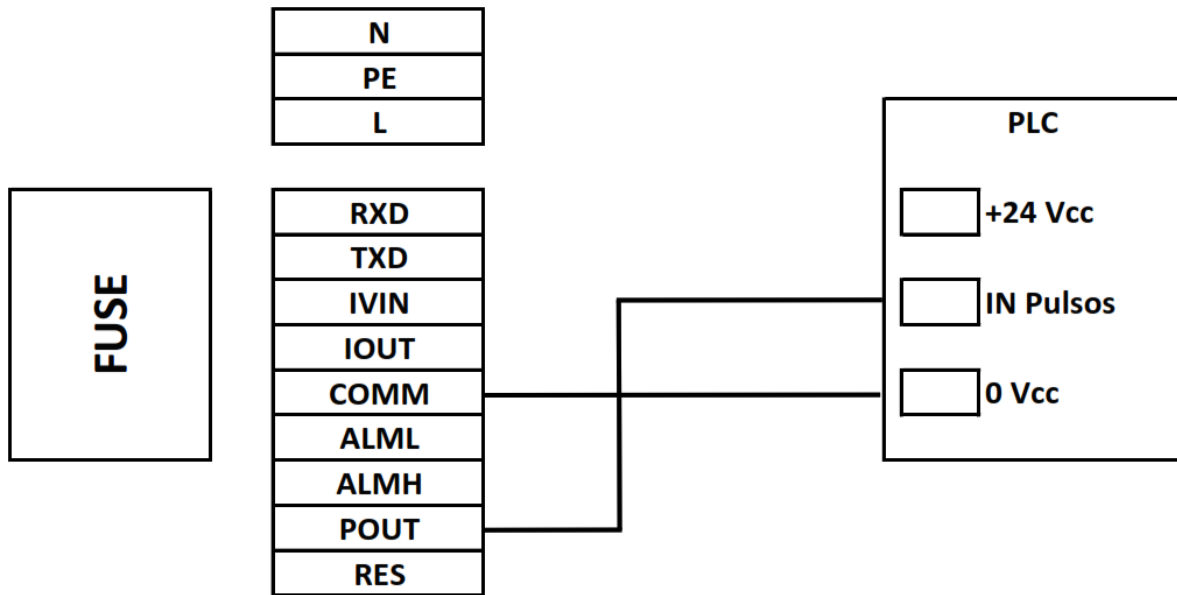 N
PE
L
FUSE
RXD
TXD
IVIN
IOUT
COMM
ALML
ALMH
POUT
RES
PLC
+24 Vcc
IN Pulsos
0 Vcc